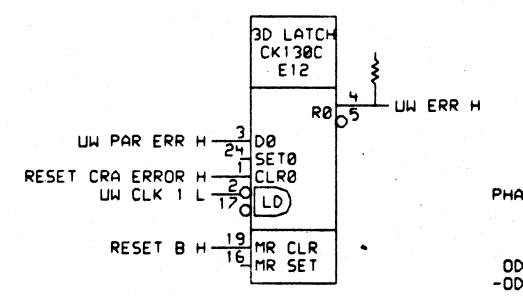 3D LATCH
CK130C
E12
4
R0
UW ERR H
5
UW PAR ERR H 3 D0
24 SET0
RESET CRA ERROR H 1 CLR0
UW CLK 1 L 2
17 LD
PHA
RESET B H 19 MR CLR
16 MR SET
OD
-OD